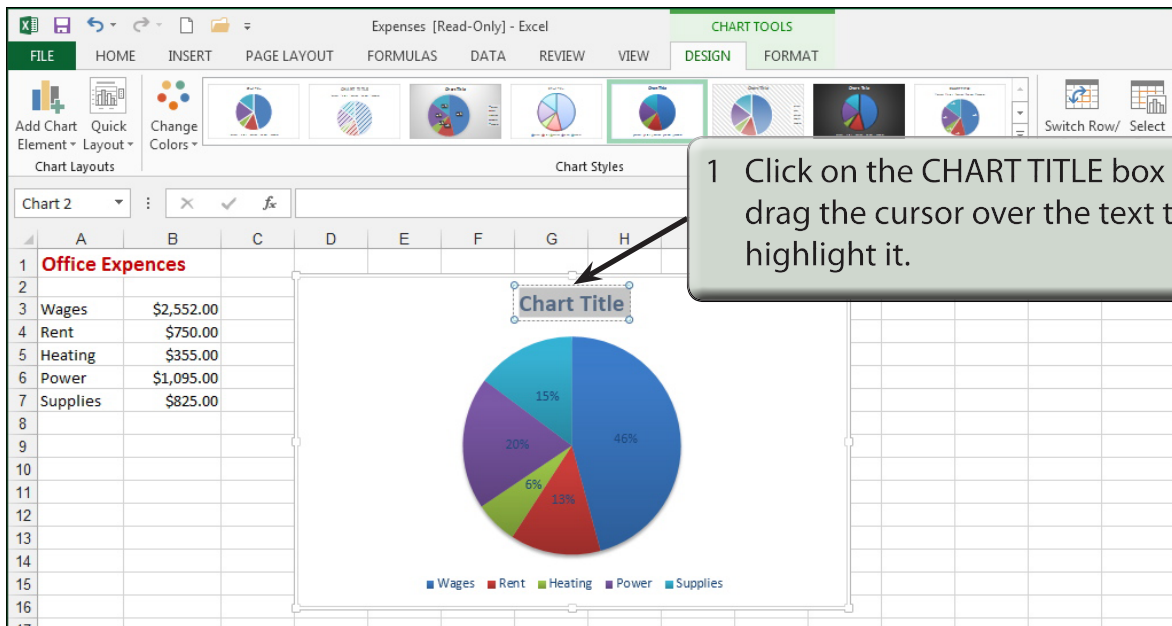 Expenses [Read-Only] - Excel
CHART TOOLS
FILE HOME INSERT PAGE LAYOUT FORMULAS DATA REVIEW VIEW DESIGN FORMAT
Add Chart Quick Change Switch Row/ Select
Element Layout Colors
Chart Layouts Chart Styles
Chart 2 fx
1 Click on the CHART TITLE box
drag the cursor over the text t
highlight it.
A B C D E F G H
1 Office Expences
2
3 Wages $2,552.00
4 Rent $750.00
5 Heating $355.00
6 Power $1,095.00
7 Supplies $825.00
8
9
10
11
12
13
14
15
16
17
Chart Title
15%
46%
20%
6%
13%
Wages Rent Heating Power Supplies